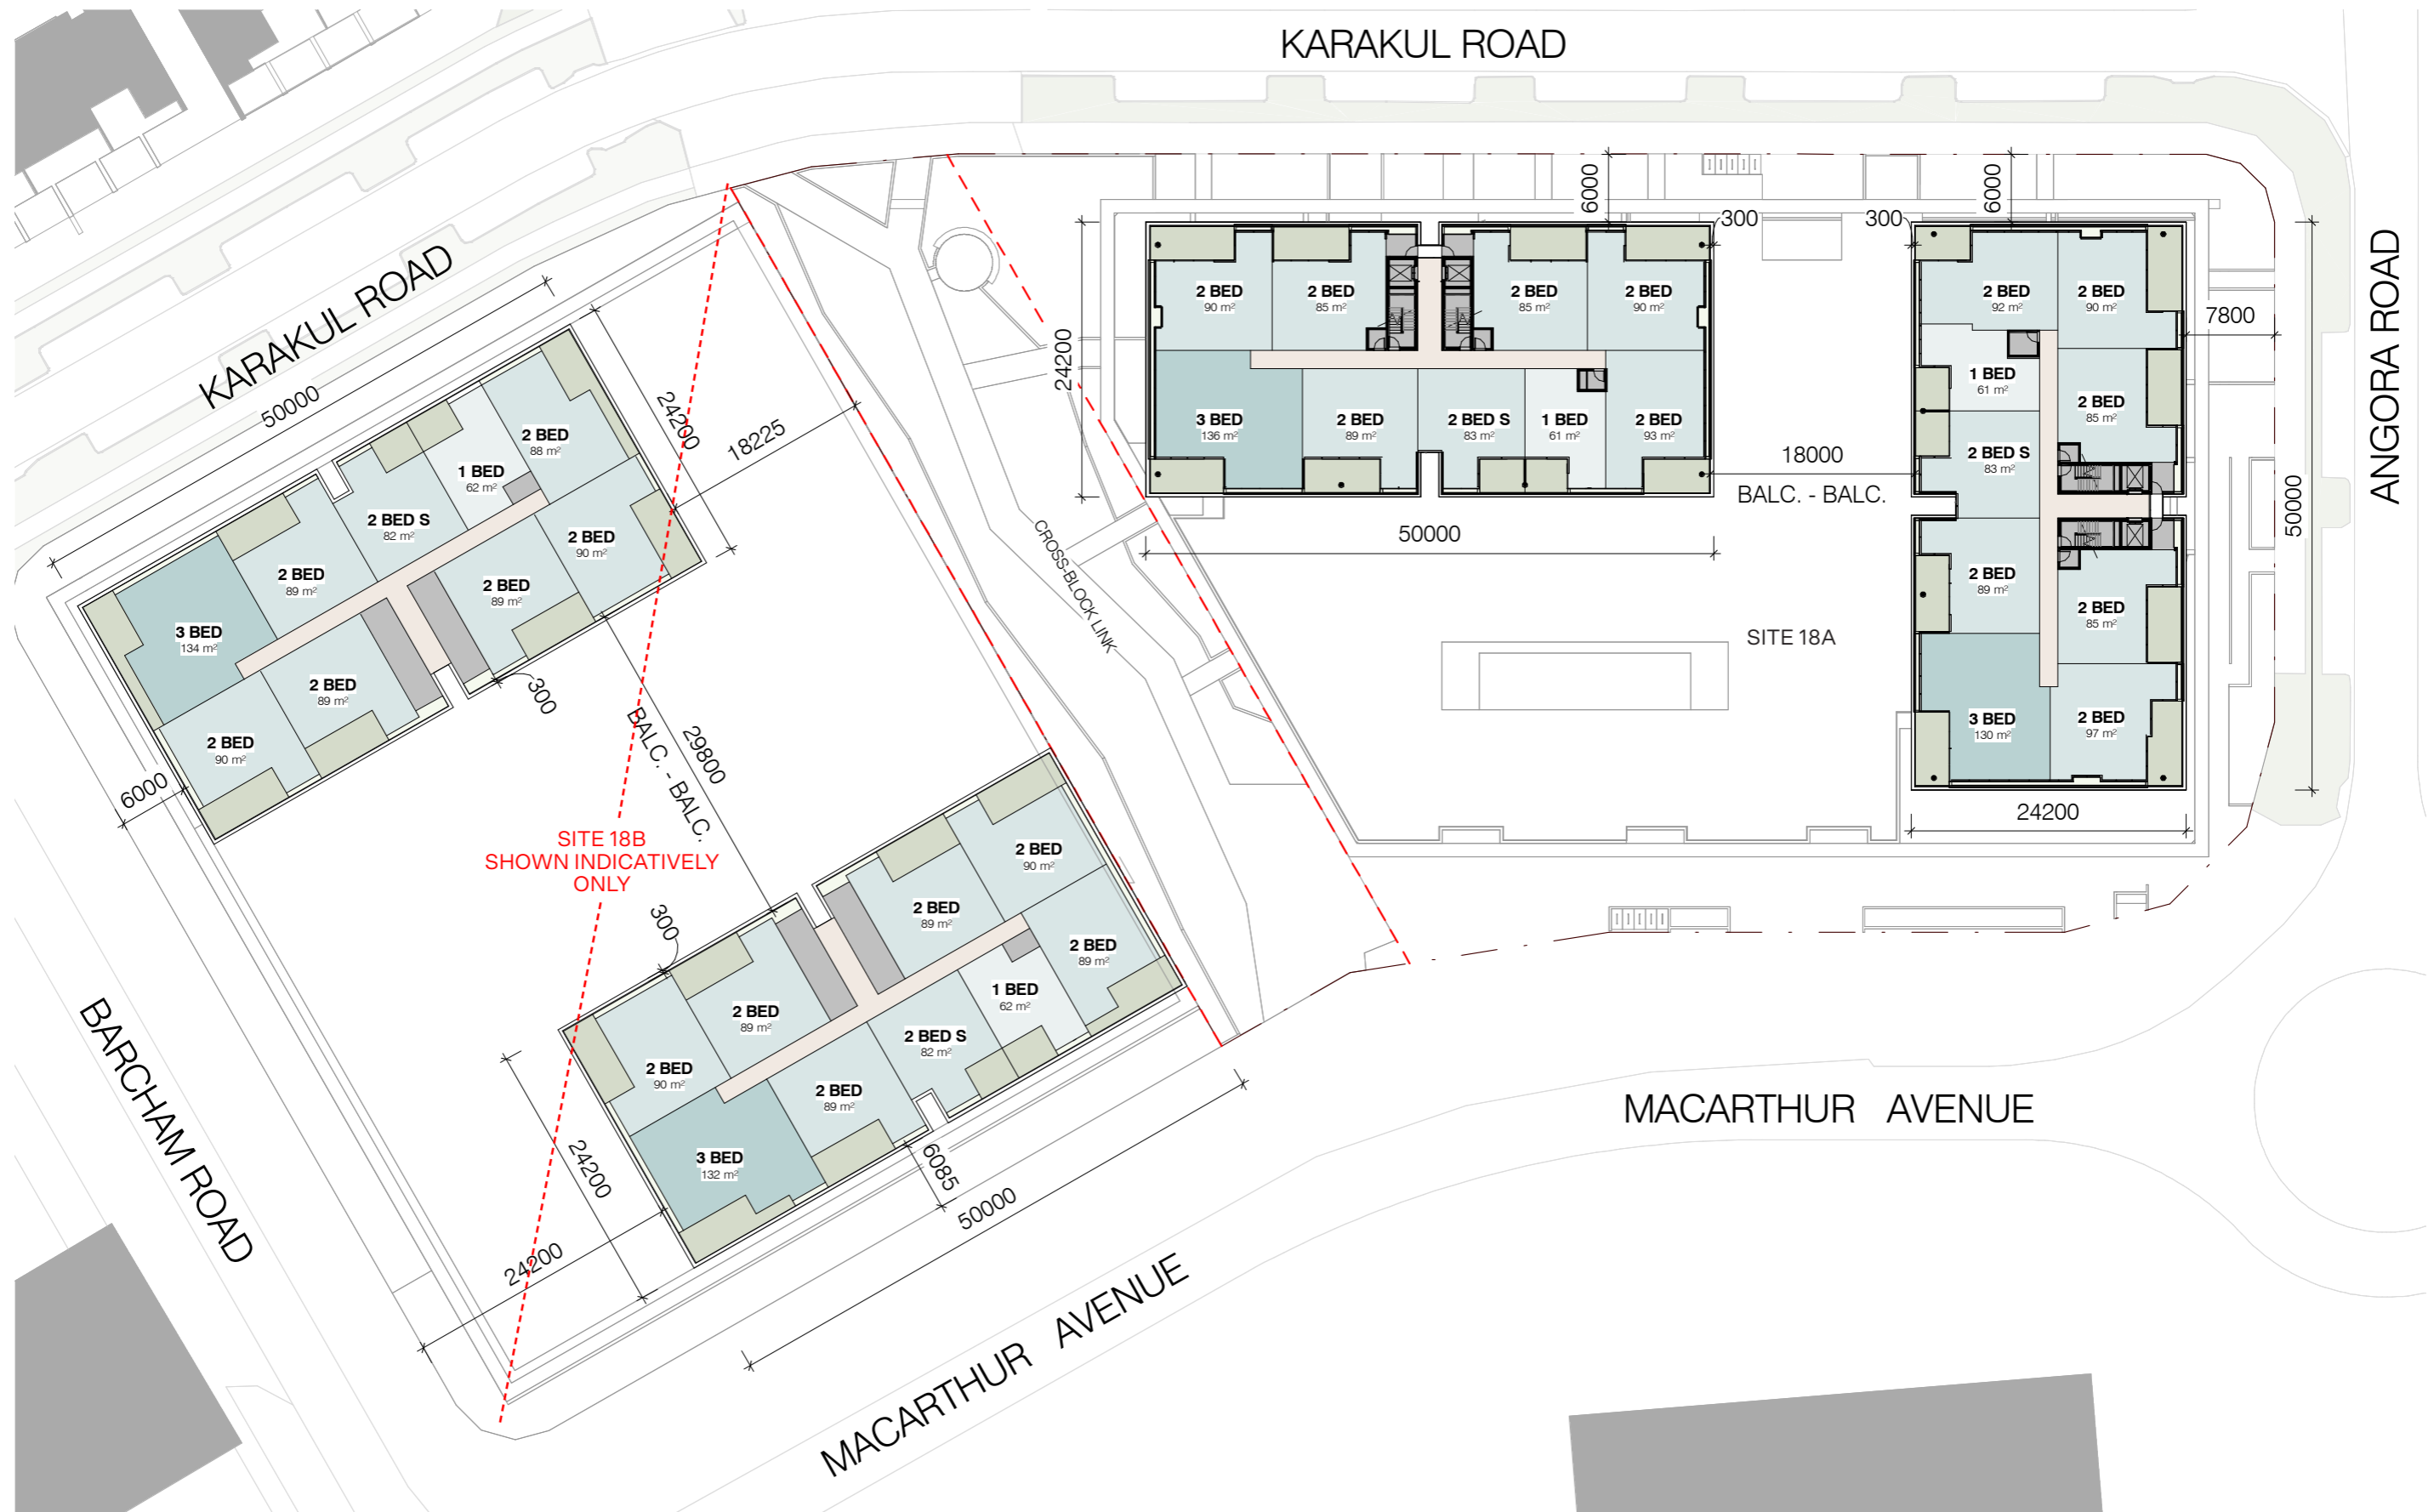 KARAKUL ROAD
KARAKUL ROAD
ANGORA ROAD
BARCHAM ROAD
MACARTHUR AVENUE
MACARTHUR AVENUE
CROSS-BLOCK LINK
SITE 18A
SITE 18B
SHOWN INDICATIVELY
ONLY
6000
6000
300
300
24200
7800
50000
18000
BALC. - BALC.
50000
24200
2 BED
90 m²
2 BED
85 m²
2 BED
85 m²
2 BED
90 m²
3 BED
136 m²
2 BED
89 m²
2 BED S
83 m²
1 BED
61 m²
2 BED
93 m²
2 BED
92 m²
2 BED
90 m²
1 BED
61 m²
2 BED
85 m²
2 BED S
83 m²
2 BED
89 m²
2 BED
85 m²
3 BED
130 m²
2 BED
97 m²
50000
24200
18225
2 BED
88 m²
1 BED
62 m²
2 BED S
82 m²
2 BED
90 m²
2 BED
89 m²
2 BED
89 m²
3 BED
134 m²
2 BED
89 m²
2 BED
90 m²
6000
300
29800
BALC. - BALC.
300
2 BED
90 m²
2 BED
89 m²
2 BED
89 m²
1 BED
62 m²
2 BED
89 m²
2 BED S
82 m²
2 BED
90 m²
2 BED
89 m²
3 BED
132 m²
24200
24200
6085
50000